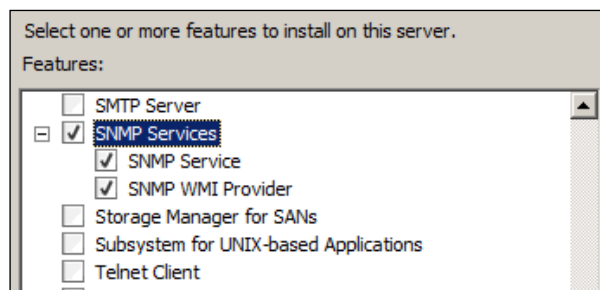 Select one or more features to install on this server.
Features:
SMTP Server
SNMP Services
SNMP Service
SNMP WMI Provider
Storage Manager for SANs
Subsystem for UNIX-based Applications
Telnet Client